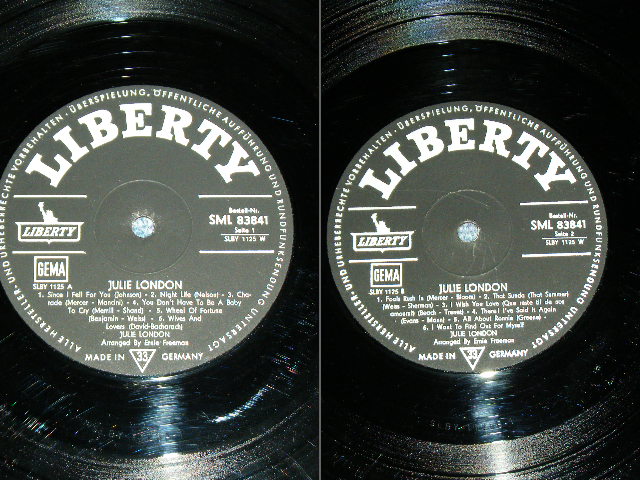 ALLE HERSTELLER- UND URHEBERRECHTE VORBEHALTEN · ÜBERSPIELUNG, ÖFFENTLICHE AUFFÜHRUNG UND RUNDFUNKSENDUNG UNTERSAGT
LIBERTY
LIBERTY
Bestell-Nr.
SML 83841
Seite 1
SLBY 1125 W
GEMA
SLBY 1125 A
JULIE LONDON
1. Since I Fell For You (Johnson) · 2. Night Life (Nelson) · 3. Cha-
rade (Mercer - Mancini) · 4. You Don't Have To Be A Baby
To Cry (Merrill - Shand) · 5. Wheel Of Fortune
(Benjamin - Weiss) · 6. Wives And
Lovers (David-Bacharach)
JULIE LONDON
Arranged By Ernie Freeman
MADE IN 33 GERMANY
ALLE HERSTELLER- UND URHEBERRECHTE VORBEHALTEN · ÜBERSPIELUNG, ÖFFENTLICHE AUFFÜHRUNG UND RUNDFUNKSENDUNG UNTERSAGT
LIBERTY
LIBERTY
Bestell-Nr.
SML 83841
Seite 2
SLBY 1125 W
GEMA
SLBY 1125 B
JULIE LONDON
1. Fools Rush In (Mercer - Bloom) · 2. That Sunda (That Summer)
(Weiss - Sherman) · 3. I Wish You Love (Que reste til de sos
amours?) (Beach - Trenet) · 4. There I've Said It Again
(Evans - Mann) · 5. All About Ronnie (Greene) ·
6. I Want To Find Out For Myself
JULIE LONDON
Arranged By Ernie Freeman
MADE IN 33 GERMANY